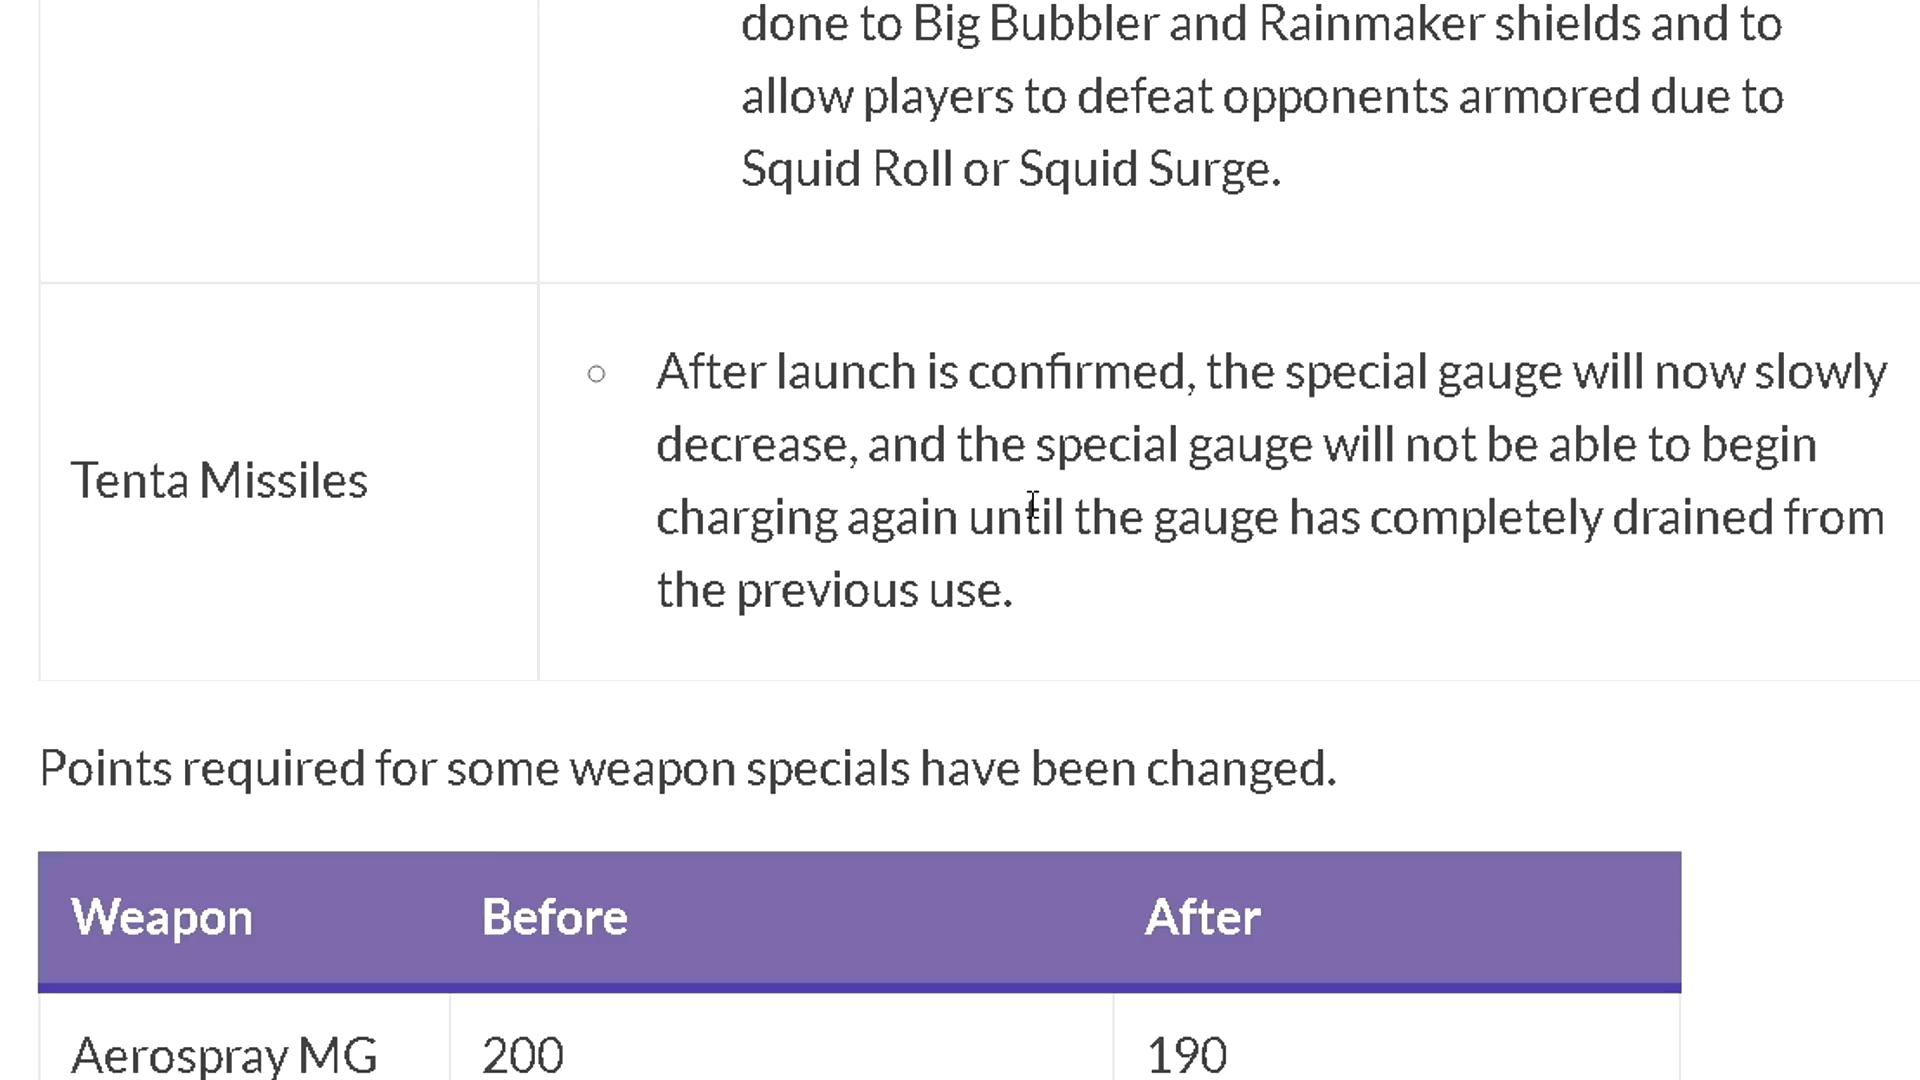 done to Big Bubbler and Rainmaker shields and to
allow players to defeat opponents armored due to
Squid Roll or Squid Surge.
Tenta Missiles
After launch is confirmed, the special gauge will now slowly
decrease, and the special gauge will not be able to begin
charging again until the gauge has completely drained from
the previous use.
Points required for some weapon specials have been changed.
Weapon Before After
Aerospray MG 200 190